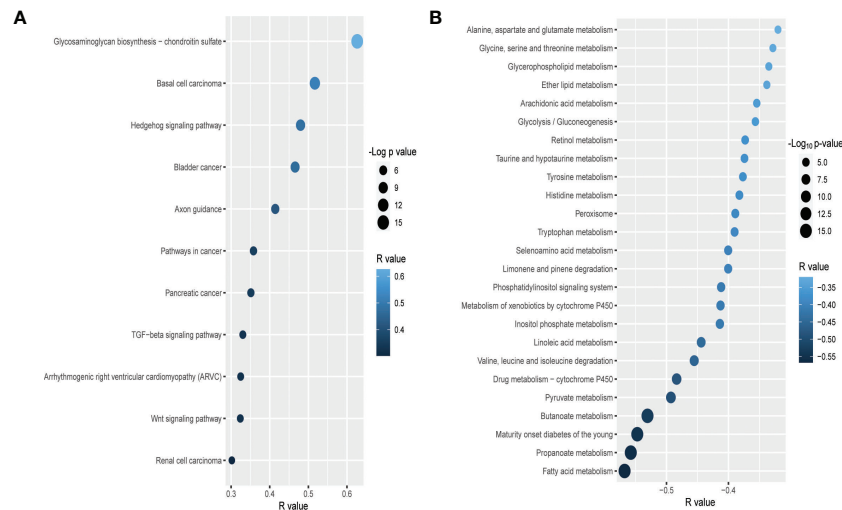 A
Glycosaminoglycan biosynthesis − chondroitin sulfate
Basal cell carcinoma
Hedgehog signaling pathway
Bladder cancer
Axon guidance
Pathways in cancer
Pancreatic cancer
TGF−beta signaling pathway
Arrhythmogenic right ventricular cardiomyopathy (ARVC)
Wnt signaling pathway
Renal cell carcinoma
0.3 0.4 0.5 0.6
R value
-Log p value
6
9
12
15
R value
0.6
0.5
0.4
B
Alanine, aspartate and glutamate metabolism
Glycine, serine and threonine metabolism
Glycerophospholipid metabolism
Ether lipid metabolism
Arachidonic acid metabolism
Glycolysis / Gluconeogenesis
Retinol metabolism
Taurine and hypotaurine metabolism
Tyrosine metabolism
Histidine metabolism
Peroxisome
Tryptophan metabolism
Selenoamino acid metabolism
Limonene and pinene degradation
Phosphatidylinositol signaling system
Metabolism of xenobiotics by cytochrome P450
Inositol phosphate metabolism
Linoleic acid metabolism
Valine, leucine and isoleucine degradation
Drug metabolism − cytochrome P450
Pyruvate metabolism
Butanoate metabolism
Maturity onset diabetes of the young
Propanoate metabolism
Fatty acid metabolism
−0.5 −0.4
R value
-Log₁₀ p-value
5.0
7.5
10.0
12.5
15.0
R value
−0.35
−0.40
−0.45
−0.50
−0.55